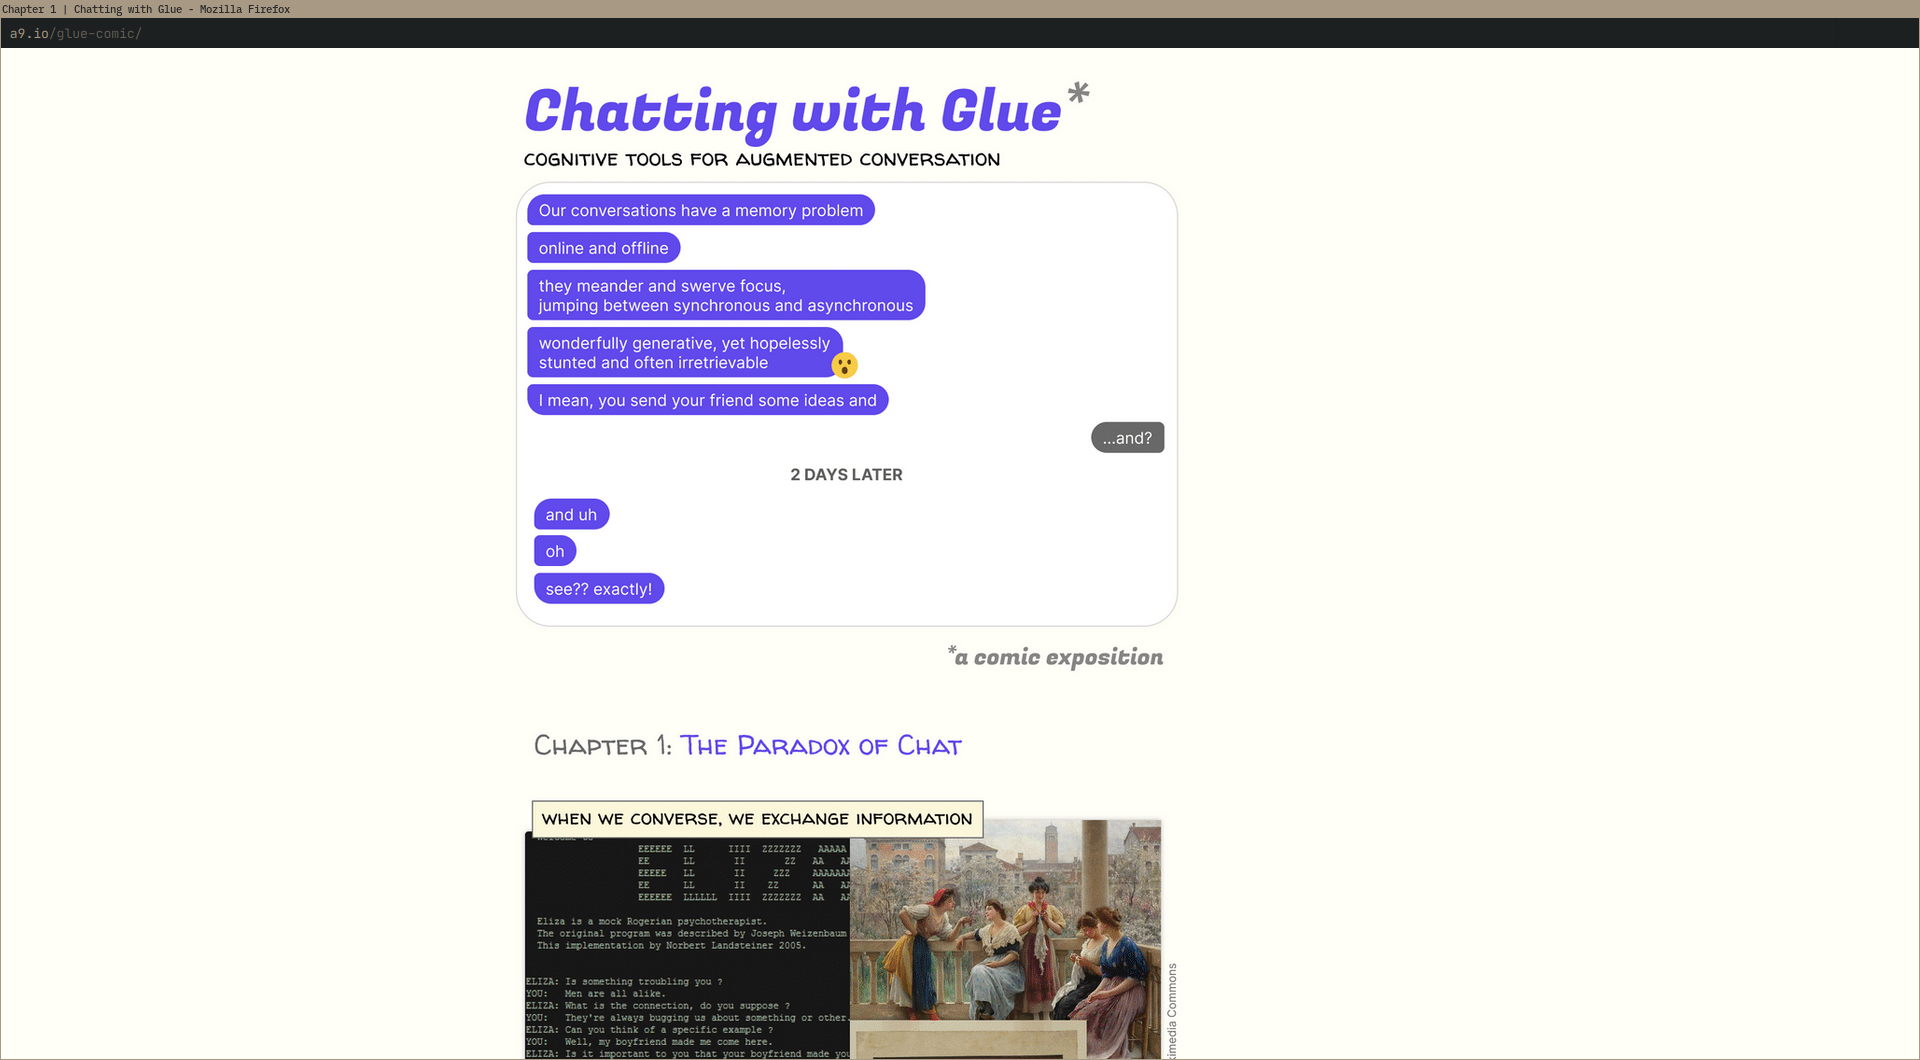 Chapter 1 | Chatting with Glue - Mozilla Firefox
a9.io/glue-comic/
Chatting with Glue*
COGNITIVE TOOLS FOR AUGMENTED CONVERSATION
Our conversations have a memory problem
online and offline
they meander and swerve focus,
jumping between synchronous and asynchronous
wonderfully generative, yet hopelessly
stunted and often irretrievable
I mean, you send your friend some ideas and
...and?
2 DAYS LATER
and uh
oh
see?? exactly!
*a comic exposition
Chapter 1: The Paradox of Chat
WHEN WE CONVERSE, WE EXCHANGE INFORMATION
EEEEEE LL IIII ZZZZZZZ AAAAA
EE LL II ZZ AA AA
EEEEE LL II ZZZ AAAAAAA
EE LL II ZZ AA AA
EEEEEE LLLLLL IIII ZZZZZZZ AA AA
Eliza is a mock Rogerian psychotherapist.
The original program was described by Joseph Weizenbaum
This implementation by Norbert Landsteiner 2005.
ELIZA: Is something troubling you ?
YOU: Men are all alike.
ELIZA: What is the connection, do you suppose ?
YOU: They're always bugging us about something or other.
ELIZA: Can you think of a specific example ?
YOU: Well, my boyfriend made me come here.
ELIZA: Is it important to you that your boyfriend made you
Commons